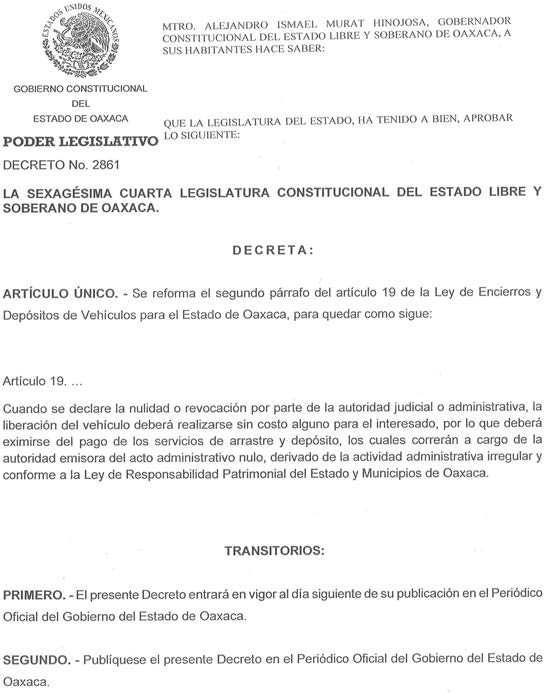 ESTADOS UNIDOS MEXICANOS
MTRO. ALEJANDRO ISMAEL MURAT HINOJOSA, GOBERNADOR
CONSTITUCIONAL DEL ESTADO LIBRE Y SOBERANO DE OAXACA, A
SUS HABITANTES HACE SABER:
GOBIERNO CONSTITUCIONAL
DEL
ESTADO DE OAXACA
PODER LEGISLATIVO
QUE LA LEGISLATURA DEL ESTADO, HA TENIDO A BIEN, APROBAR
LO SIGUIENTE:
DECRETO No. 2861
LA SEXAGÉSIMA CUARTA LEGISLATURA CONSTITUCIONAL DEL ESTADO LIBRE Y
SOBERANO DE OAXACA.
DECRETA:
ARTÍCULO ÚNICO. - Se reforma el segundo párrafo del artículo 19 de la Ley de Encierros y
Depósitos de Vehículos para el Estado de Oaxaca, para quedar como sigue:
Artículo 19. …
Cuando se declare la nulidad o revocación por parte de la autoridad judicial o administrativa, la
liberación del vehículo deberá realizarse sin costo alguno para el interesado, por lo que deberá
eximirse del pago de los servicios de arrastre y depósito, los cuales correrán a cargo de la
autoridad emisora del acto administrativo nulo, derivado de la actividad administrativa irregular y
conforme a la Ley de Responsabilidad Patrimonial del Estado y Municipios de Oaxaca.
TRANSITORIOS:
PRIMERO. - El presente Decreto entrará en vigor al día siguiente de su publicación en el Periódico
Oficial del Gobierno del Estado de Oaxaca.
SEGUNDO. - Publíquese el presente Decreto en el Periódico Oficial del Gobierno del Estado de
Oaxaca.